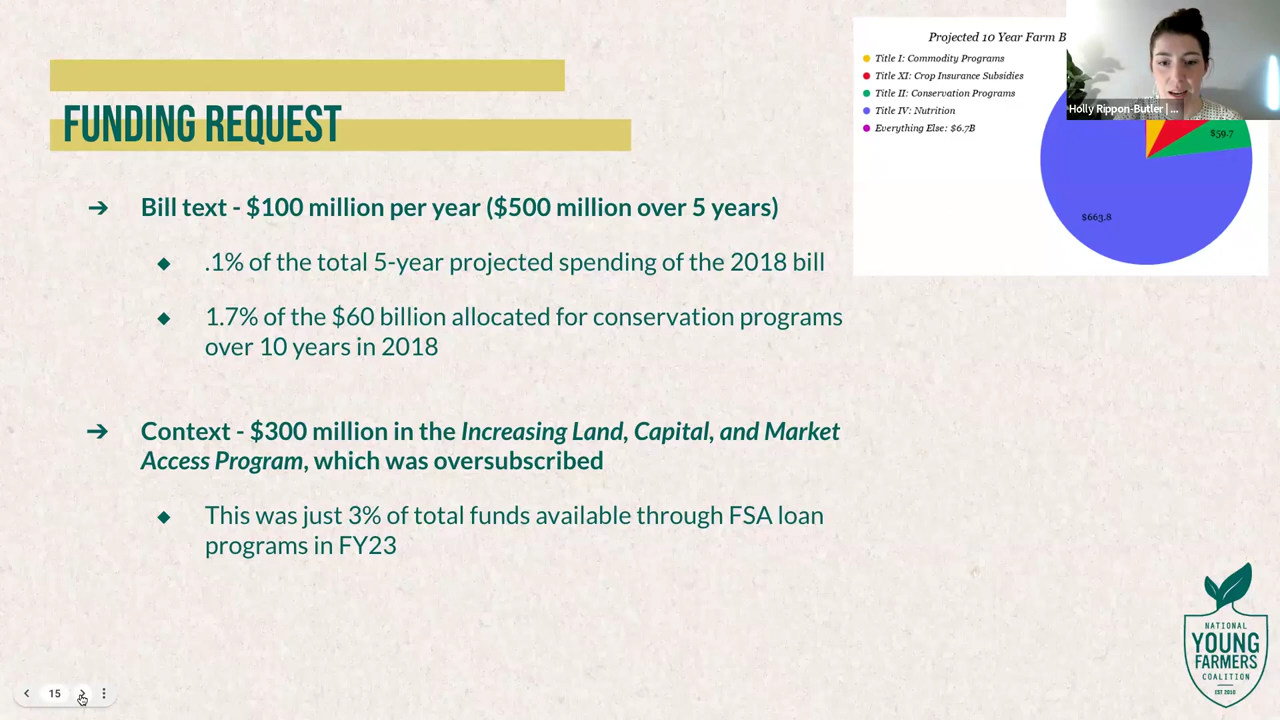 FUNDING REQUEST
➔ Bill text - $100 million per year ($500 million over 5 years)
◆ .1% of the total 5-year projected spending of the 2018 bill
◆ 1.7% of the $60 billion allocated for conservation programs
over 10 years in 2018
➔ Context - $300 million in the Increasing Land, Capital, and Market
Access Program, which was oversubscribed
◆ This was just 3% of total funds available through FSA loan
programs in FY23
Projected 10 Year Farm B
Title I: Commodity Programs
Title XI: Crop Insurance Subsidies
Title II: Conservation Programs
Title IV: Nutrition
Everything Else: $6.7B
$59.7
$663.8
Holly Rippon-Butler | ...
NATIONAL
YOUNG
FARMERS
COALITION
EST 2010
15